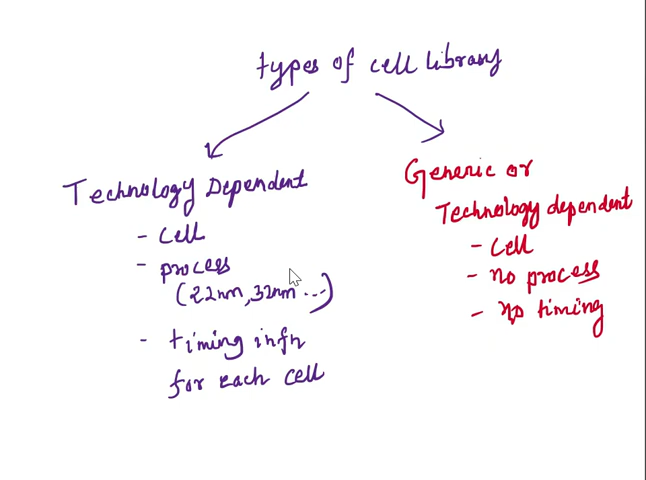 types of cell library
Technology Dependent
- cell
- process
(22nm, 32nm ...)
- timing infn
for each cell
Generic or
Technology dependent
- cell
- no process
- no timing